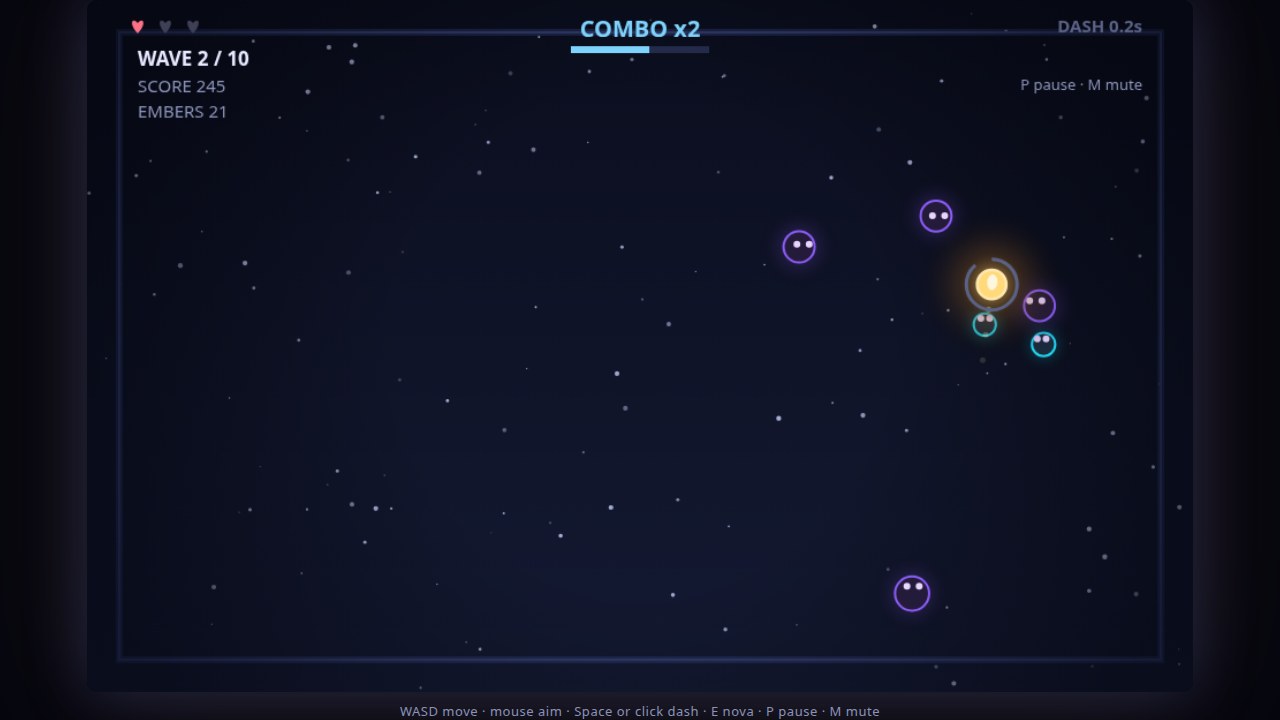 COMBO x2
DASH 0.2s
WAVE 2 / 10
SCORE 245
EMBERS 21
P pause · M mute
WASD move · mouse aim · Space or click dash · E nova · P pause · M mute